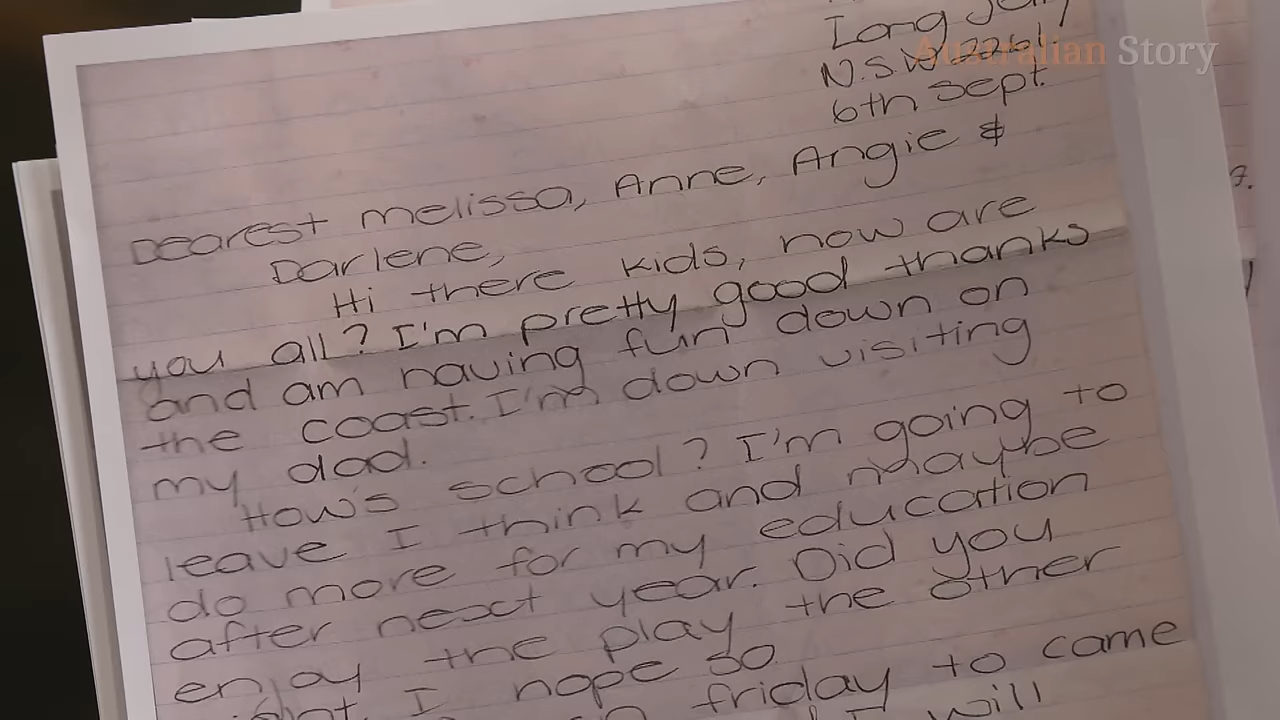 Long Jetty
N.S.W 2261
Australian Story
6th Sept.
Dearest Melissa, Anne, Angie &
Darlene,
Hi there kids, how are
you all? I'm pretty good thanks
and am having fun down on
the coast. I'm down visiting
my dad.
How's school? I'm going to
leave I think and maybe
do more for my education
after next year. Did you
enjoy the play the other
I hope so
friday to came
I will